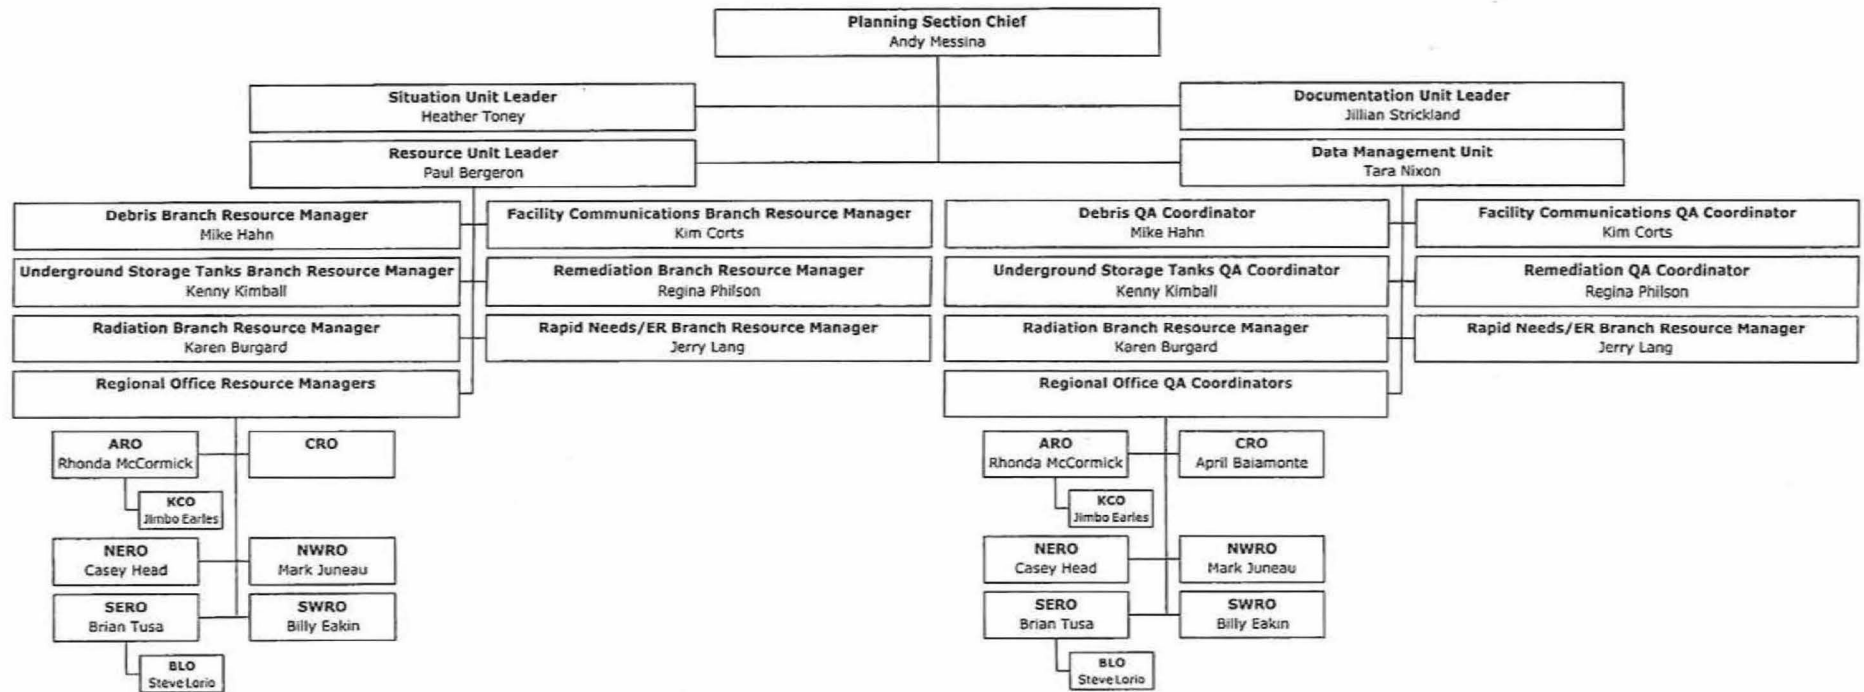 Planning Section Chief
Andy Messina
Situation Unit Leader
Heather Toney
Documentation Unit Leader
Jillian Strickland
Resource Unit Leader
Paul Bergeron
Data Management Unit
Tara Nixon
Debris Branch Resource Manager
Mike Hahn
Facility Communications Branch Resource Manager
Kim Corts
Underground Storage Tanks Branch Resource Manager
Kenny Kimball
Remediation Branch Resource Manager
Regina Philson
Radiation Branch Resource Manager
Karen Burgard
Rapid Needs/ER Branch Resource Manager
Jerry Lang
Regional Office Resource Managers
ARO
Rhonda McCormick
CRO
KCO
Jimbo Earles
NERO
Casey Head
NWRO
Mark Juneau
SERO
Brian Tusa
SWRO
Billy Eakin
BLO
Steve Lorio
Debris QA Coordinator
Mike Hahn
Facility Communications QA Coordinator
Kim Corts
Underground Storage Tanks QA Coordinator
Kenny Kimball
Remediation QA Coordinator
Regina Philson
Radiation Branch Resource Manager
Karen Burgard
Rapid Needs/ER Branch Resource Manager
Jerry Lang
Regional Office QA Coordinators
ARO
Rhonda McCormick
CRO
April Baiamonte
KCO
Jimbo Earles
NERO
Casey Head
NWRO
Mark Juneau
SERO
Brian Tusa
SWRO
Billy Eakin
BLO
Steve Lorio